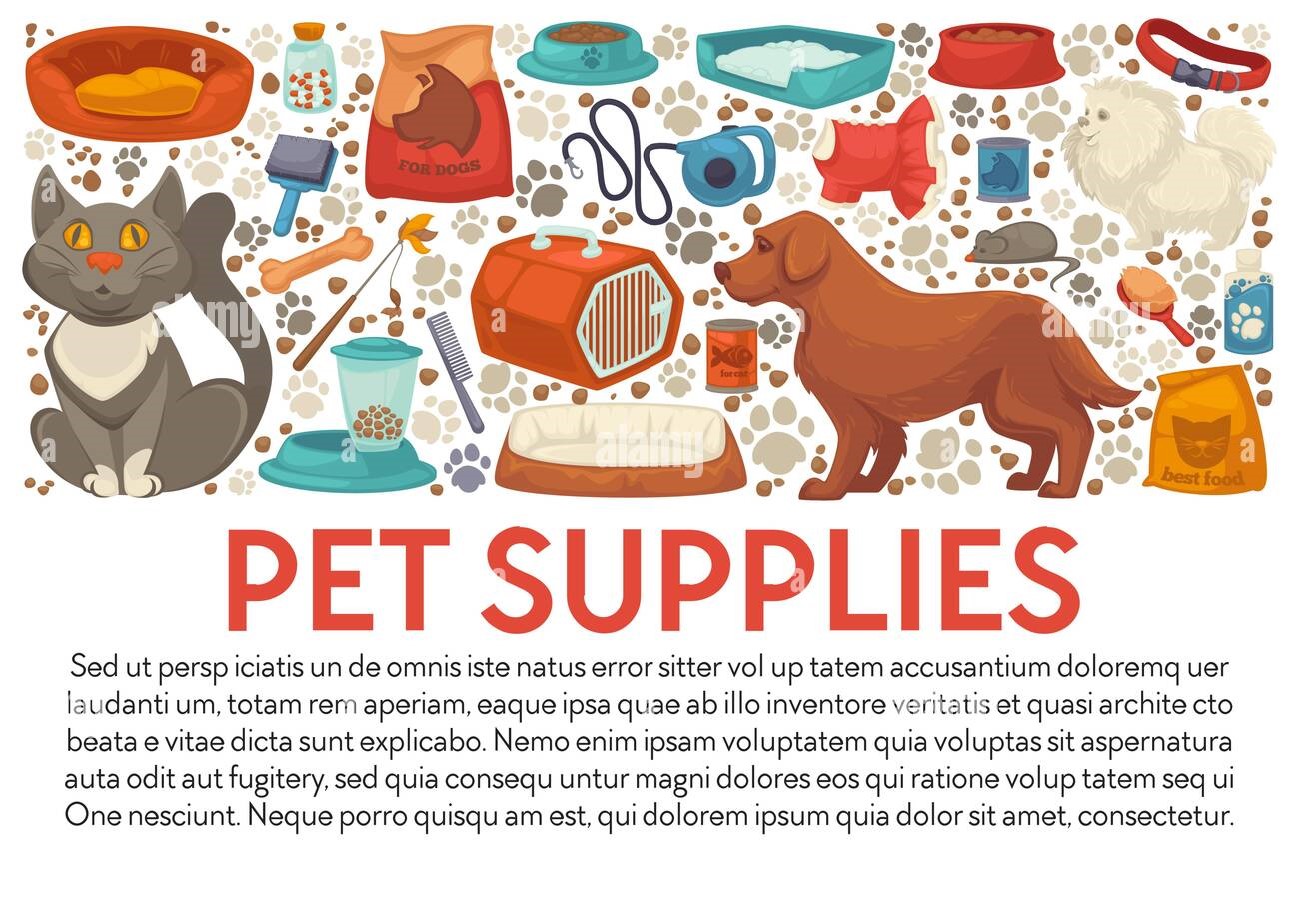 FOR DOGS
for cat
best food
PET SUPPLIES
Sed ut persp iciatis un de omnis iste natus error sitter vol up tatem accusantium doloremq uer
laudanti um, totam rem aperiam, eaque ipsa quae ab illo inventore veritatis et quasi archite cto
beata e vitae dicta sunt explicabo. Nemo enim ipsam voluptatem quia voluptas sit aspernatura
auta odit aut fugitery, sed quia consequ untur magni dolores eos qui ratione volup tatem seq ui
One nesciunt. Neque porro quisqu am est, qui dolorem ipsum quia dolor sit amet, consectetur.
alamy
alamy